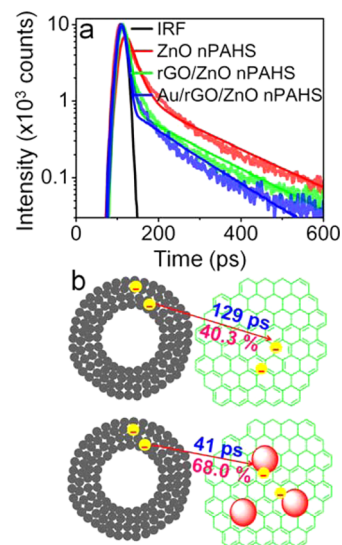 a
IRF
ZnO nPAHS
rGO/ZnO nPAHS
Au/rGO/ZnO nPAHS
Intensity (x10³ counts)
10
1
0.1
0 200 400 600
Time (ps)
b
129 ps
40.3 %
41 ps
68.0 %